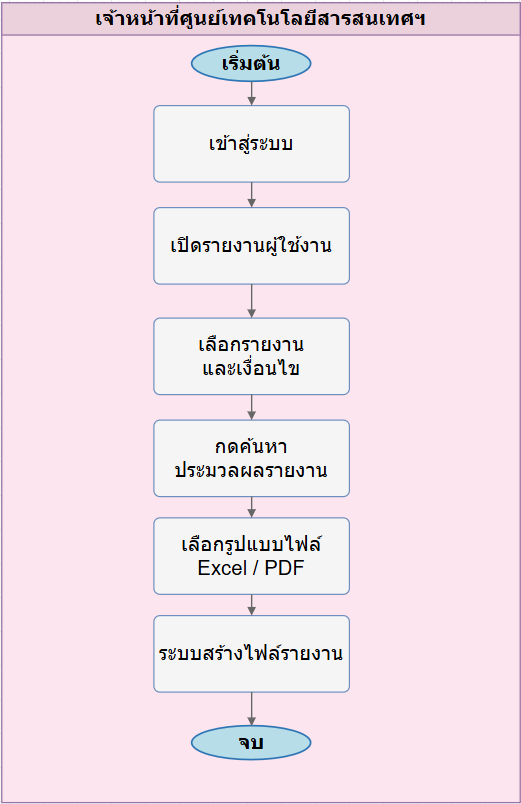 เจ้าหน้าที่ศูนย์เทคโนโลยีสารสนเทศฯ
เริ่มต้น
เข้าสู่ระบบ
เปิดรายงานผู้ใช้งาน
เลือกรายงาน
และเงื่อนไข
กดค้นหา
ประมวลผลรายงาน
เลือกรูปแบบไฟล์
Excel / PDF
ระบบสร้างไฟล์รายงาน
จบ